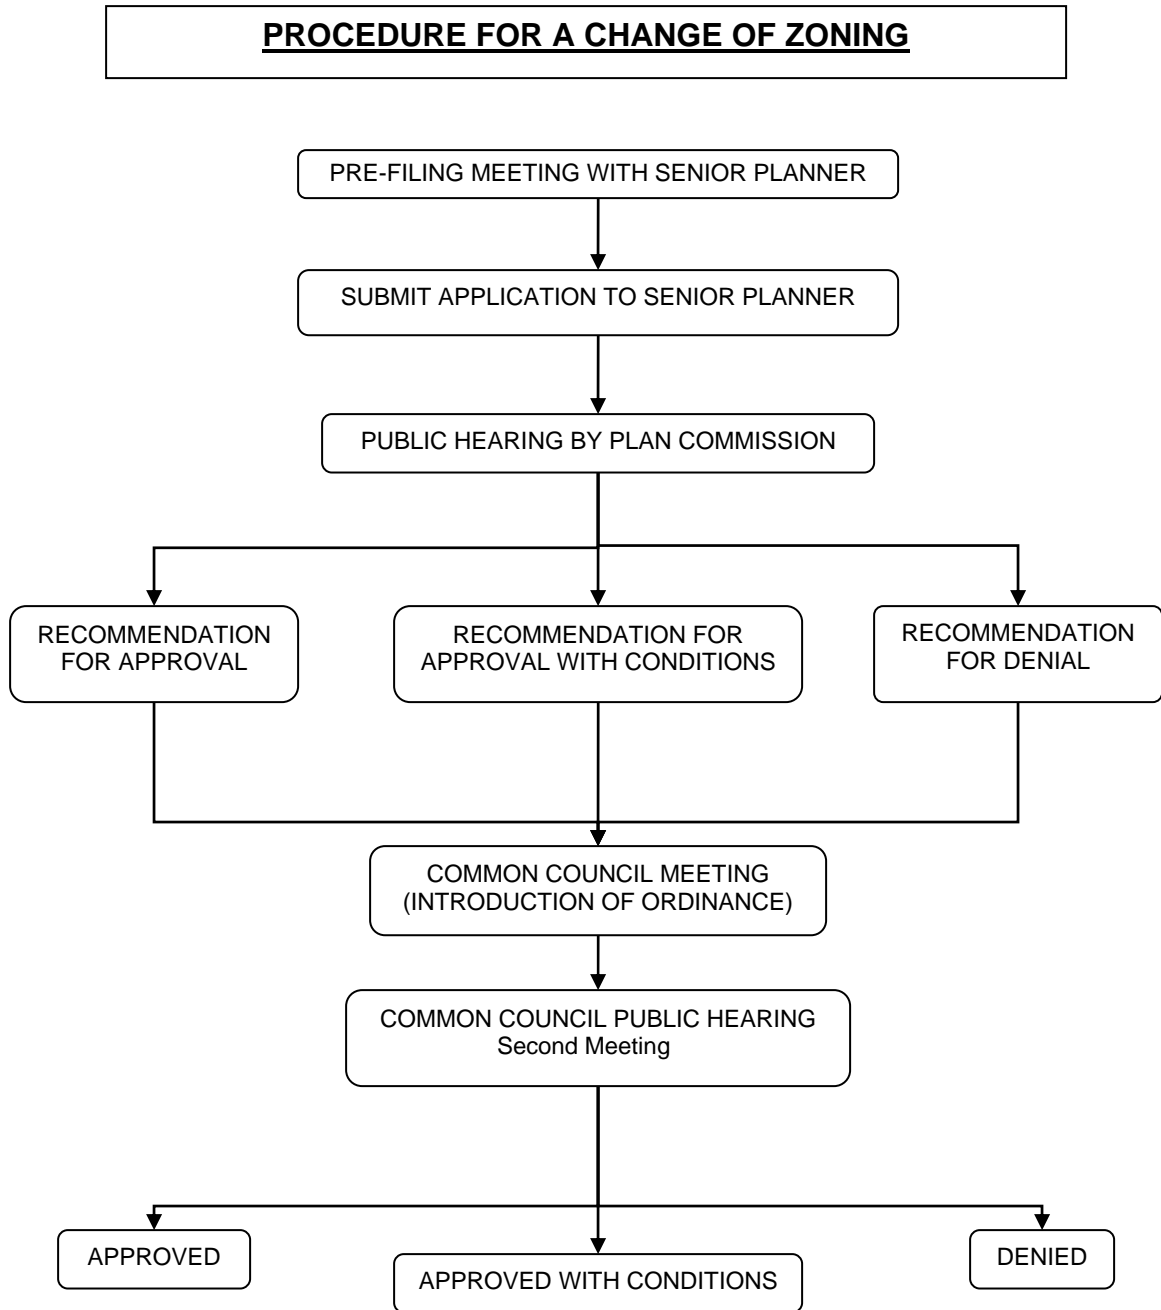 PROCEDURE FOR A CHANGE OF ZONING
PRE-FILING MEETING WITH SENIOR PLANNER
SUBMIT APPLICATION TO SENIOR PLANNER
PUBLIC HEARING BY PLAN COMMISSION
RECOMMENDATION
FOR APPROVAL
RECOMMENDATION FOR
APPROVAL WITH CONDITIONS
RECOMMENDATION
FOR DENIAL
COMMON COUNCIL MEETING
(INTRODUCTION OF ORDINANCE)
COMMON COUNCIL PUBLIC HEARING
Second Meeting
APPROVED
APPROVED WITH CONDITIONS
DENIED